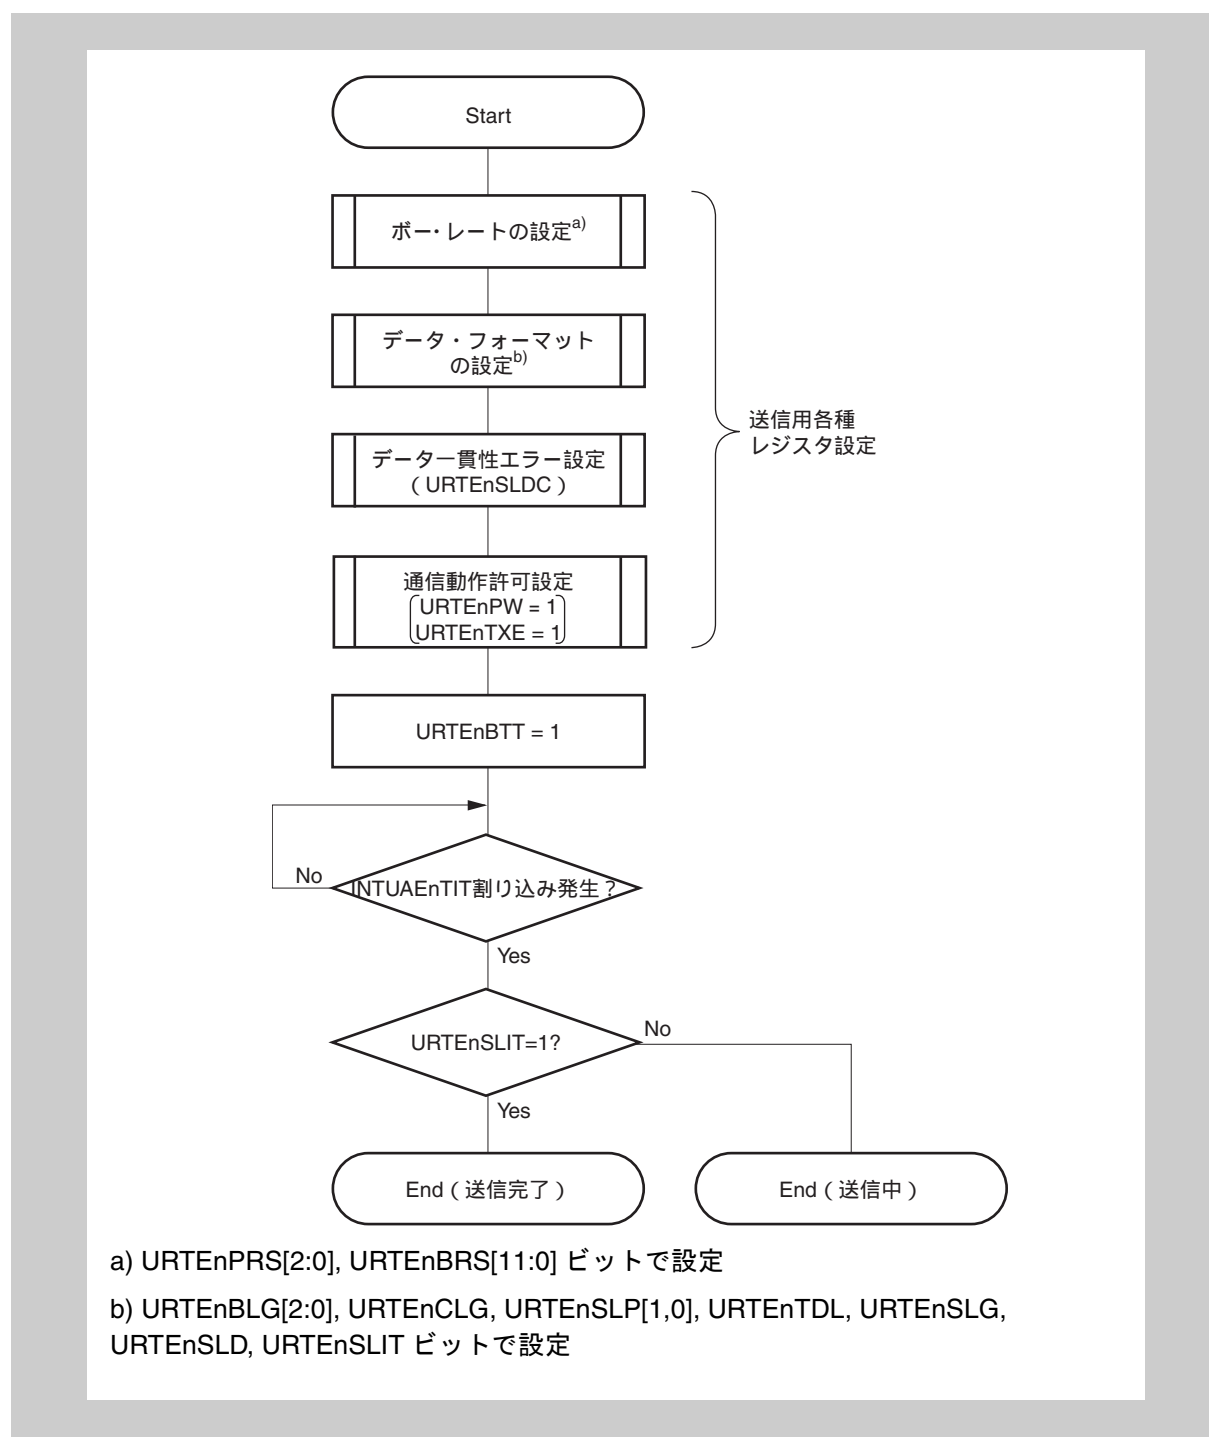 Start
ボー・レートの設定a)
データ・フォーマット
の設定b)
データ一貫性エラー設定
（URTEnSLDC）
通信動作許可設定
URTEnPW = 1
URTEnTXE = 1
送信用各種
レジスタ設定
URTEnBTT = 1
No
INTUAEnTIT割り込み発生？
Yes
URTEnSLIT=1?
No
Yes
End（送信完了）
End（送信中）
a) URTEnPRS[2:0], URTEnBRS[11:0] ビットで設定
b) URTEnBLG[2:0], URTEnCLG, URTEnSLP[1,0], URTEnTDL, URTEnSLG,
URTEnSLD, URTEnSLIT ビットで設定